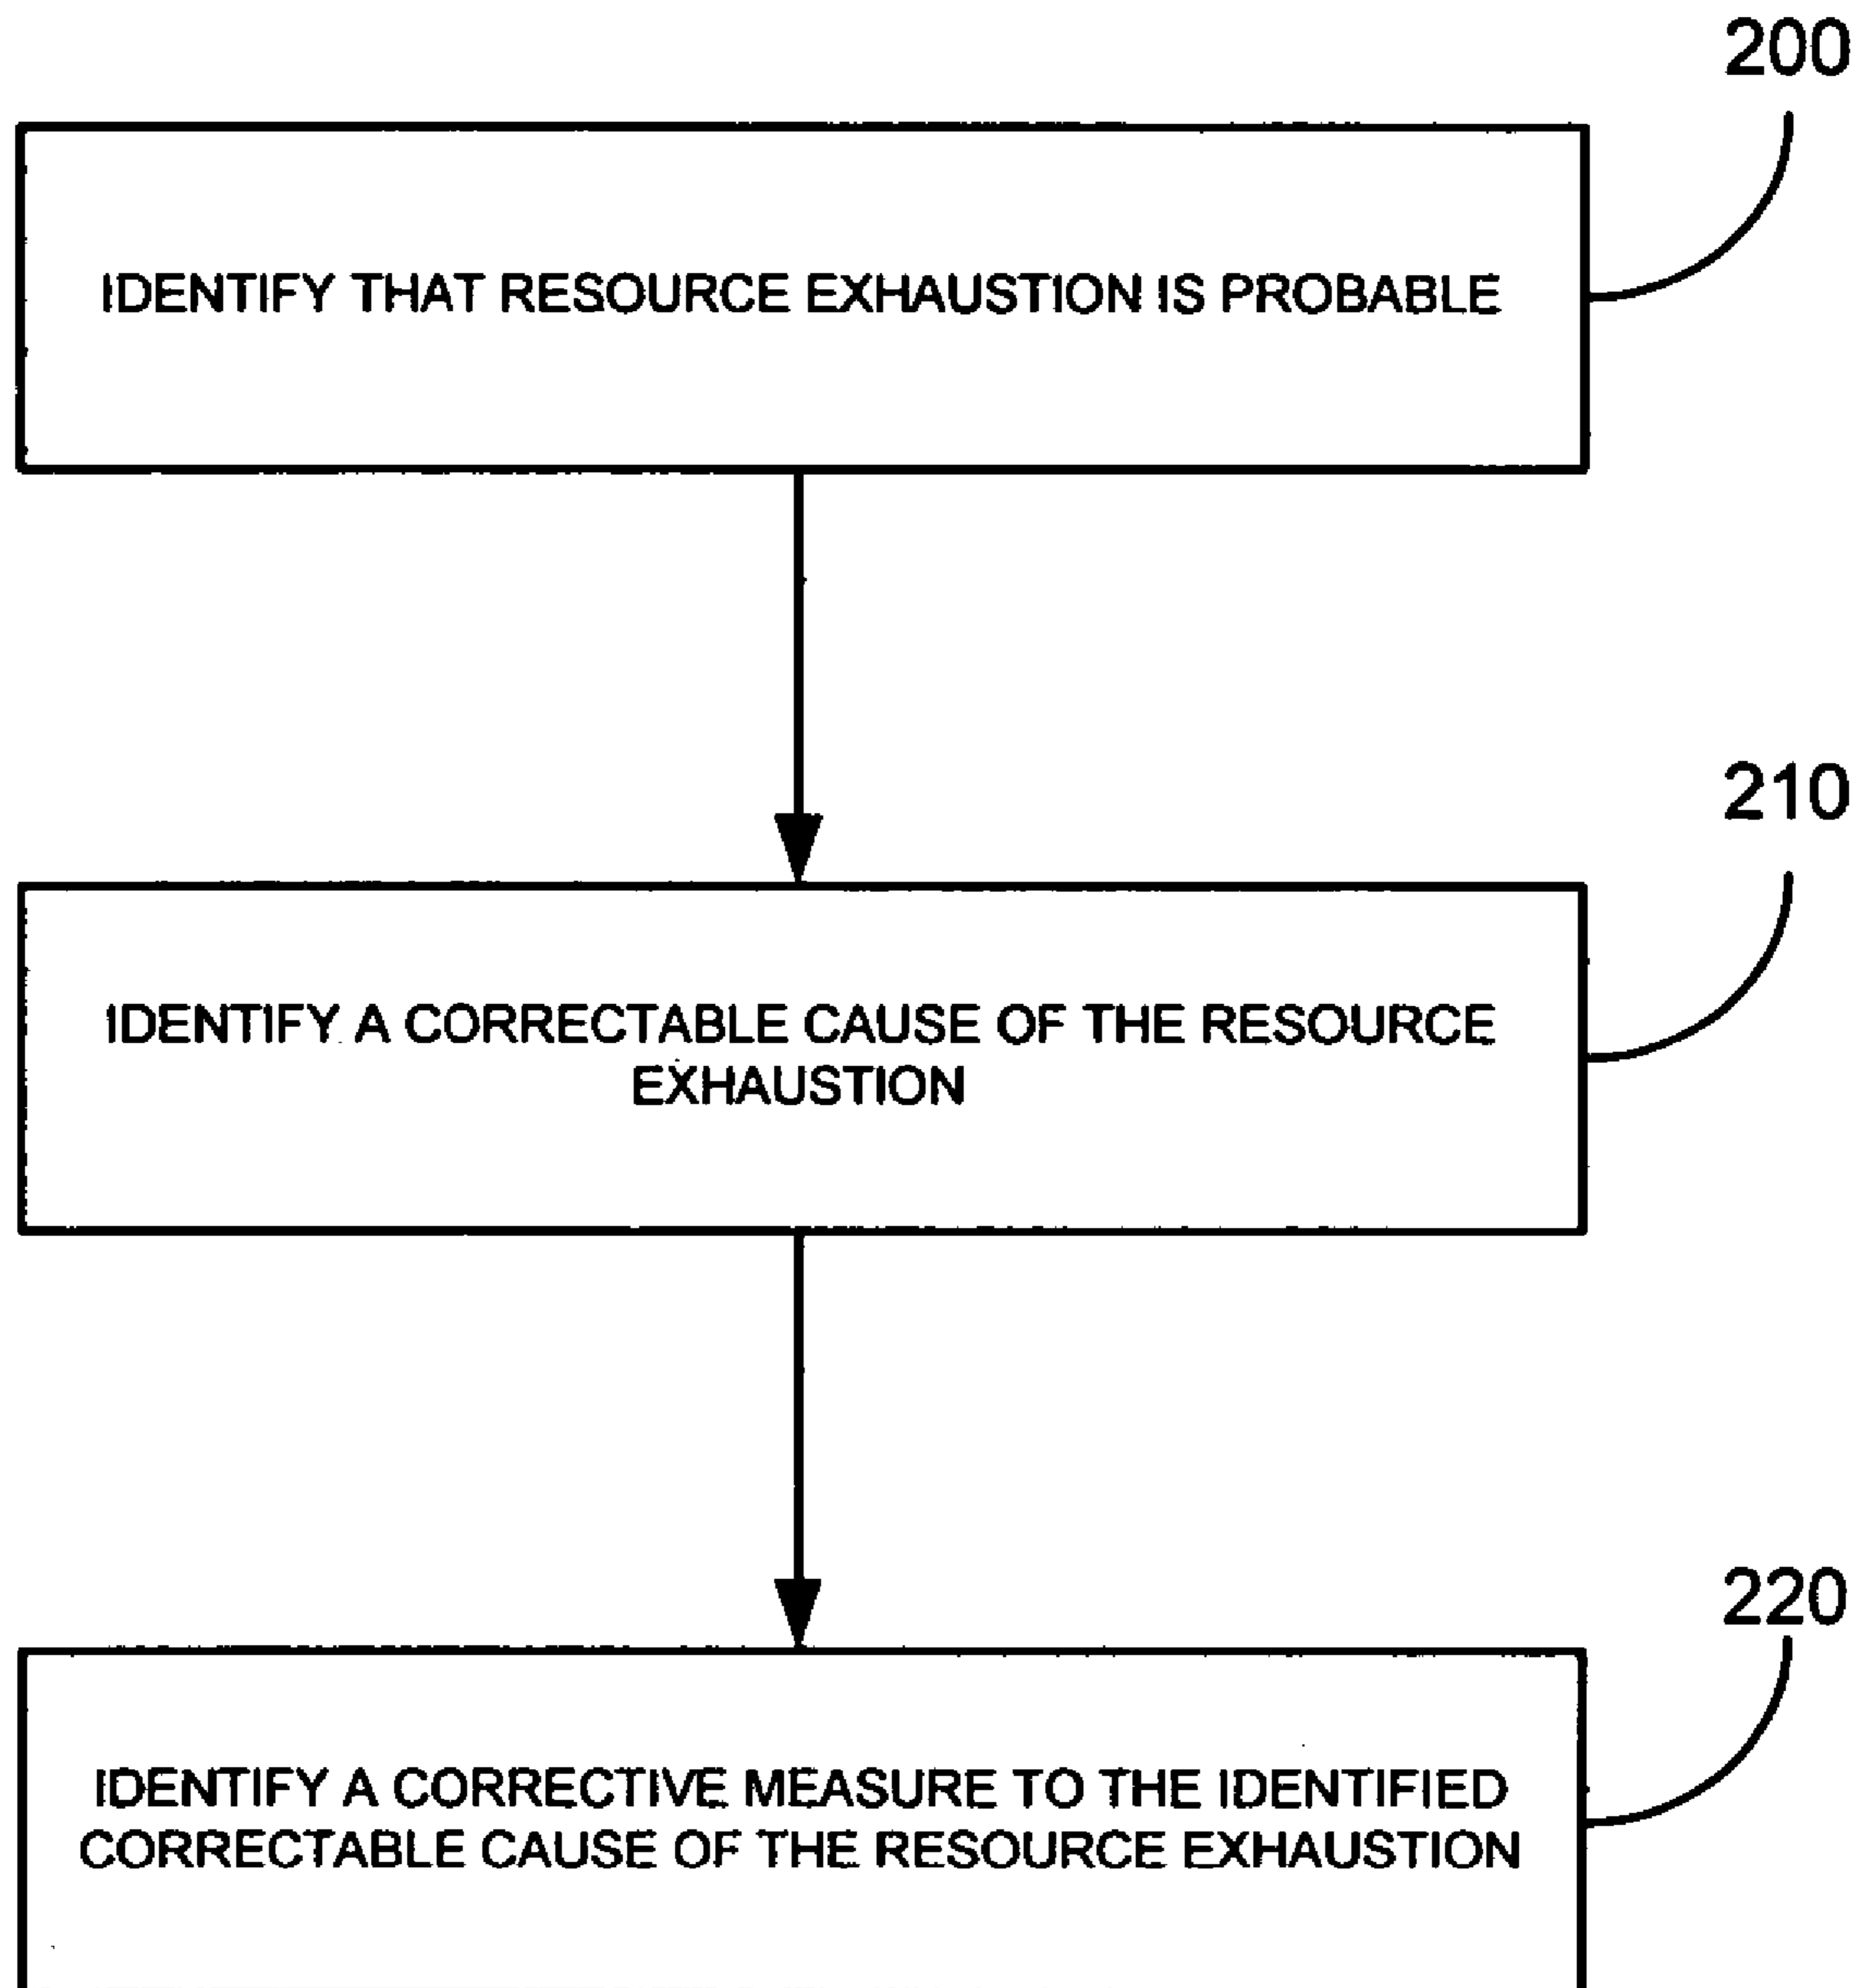 200
IDENTIFY THAT RESOURCE EXHAUSTION IS PROBABLE
210
IDENTIFY A CORRECTABLE CAUSE OF THE RESOURCE
EXHAUSTION
220
IDENTIFY A CORRECTIVE MEASURE TO THE IDENTIFIED
CORRECTABLE CAUSE OF THE RESOURCE EXHAUSTION